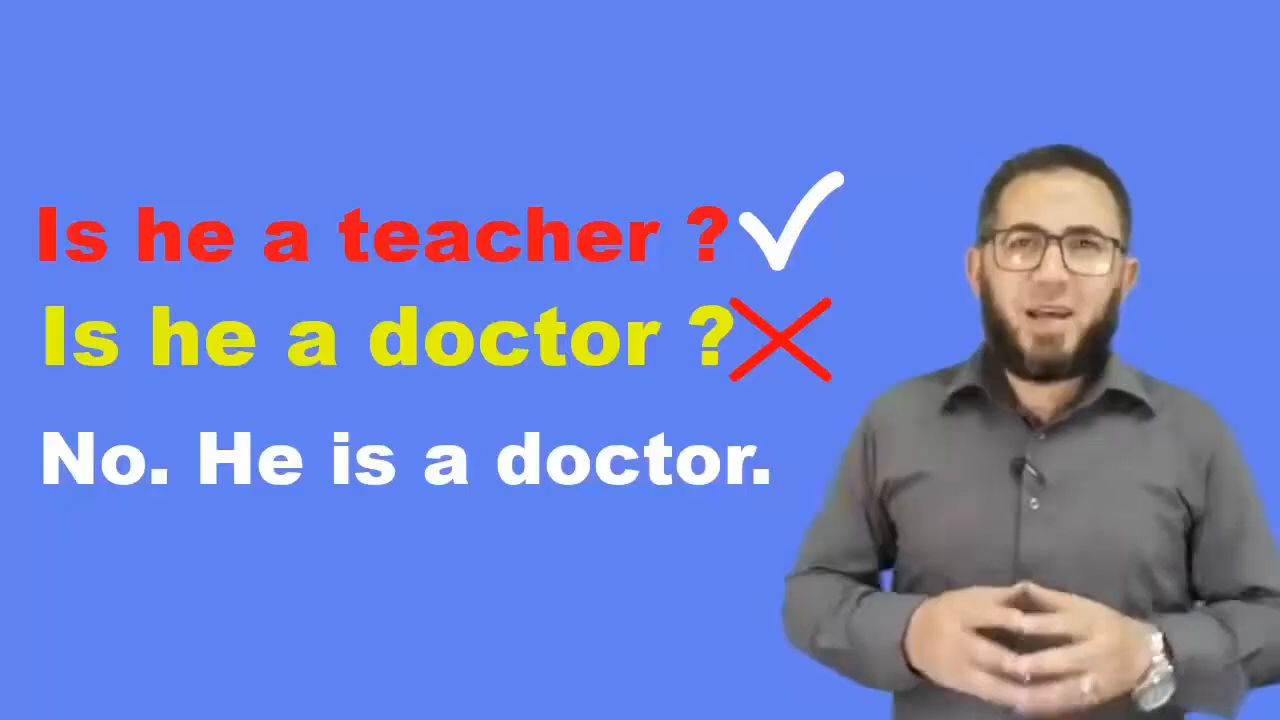 Is he a teacher ?
Is he a doctor ?
No. He is a doctor.